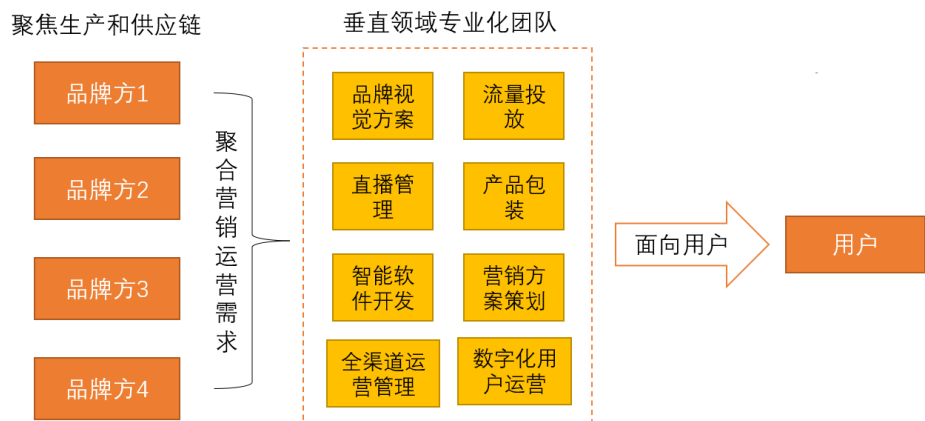 聚焦生产和供应链
垂直领域专业化团队
品牌方1
品牌方2
品牌方3
品牌方4
聚合营销运营需求
品牌视
觉方案
流量投
放
直播管
理
产品包
装
智能软
件开发
营销方
案策划
全渠道运
营管理
数字化用
户运营
面向用户
用户